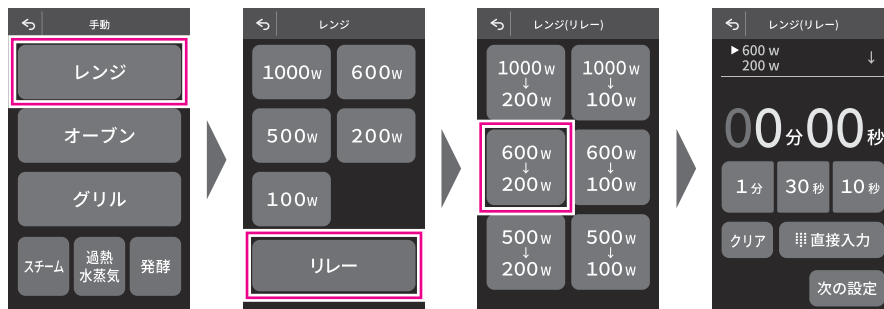 手動
レンジ
オーブン
グリル
スチーム
過熱
水蒸気
発酵
レンジ
1000W
600W
500W
200W
100W
リレー
レンジ(リレー)
1000W
↓
200W
1000W
↓
100W
600W
↓
200W
600W
↓
100W
500W
↓
200W
500W
↓
100W
レンジ(リレー)
▶600 W
200 W
↓
00分00秒
1分
30秒
10秒
クリア
直接入力
次の設定